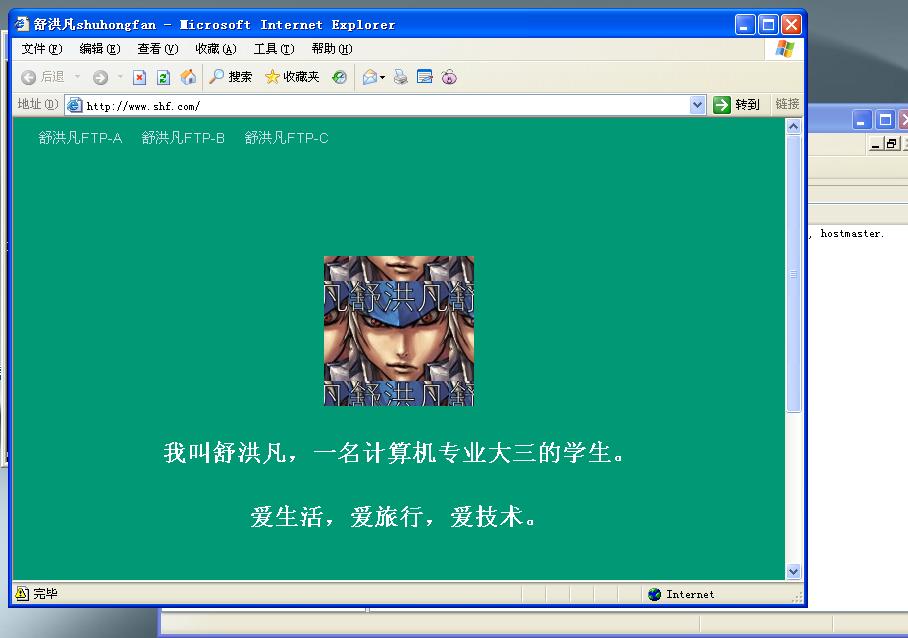 舒洪凡shuhongfan - Microsoft Internet Explorer
文件(F) 编辑(E) 查看(V) 收藏(A) 工具(T) 帮助(H)
后退 搜索 收藏夹
地址(D) http://www.shf.com/ 转到 链接
舒洪凡FTP-A 舒洪凡FTP-B 舒洪凡FTP-C
, hostmaster.
凡舒洪凡舒
凡舒洪凡舒
我叫舒洪凡，一名计算机专业大三的学生。
爱生活，爱旅行，爱技术。
完毕 Internet